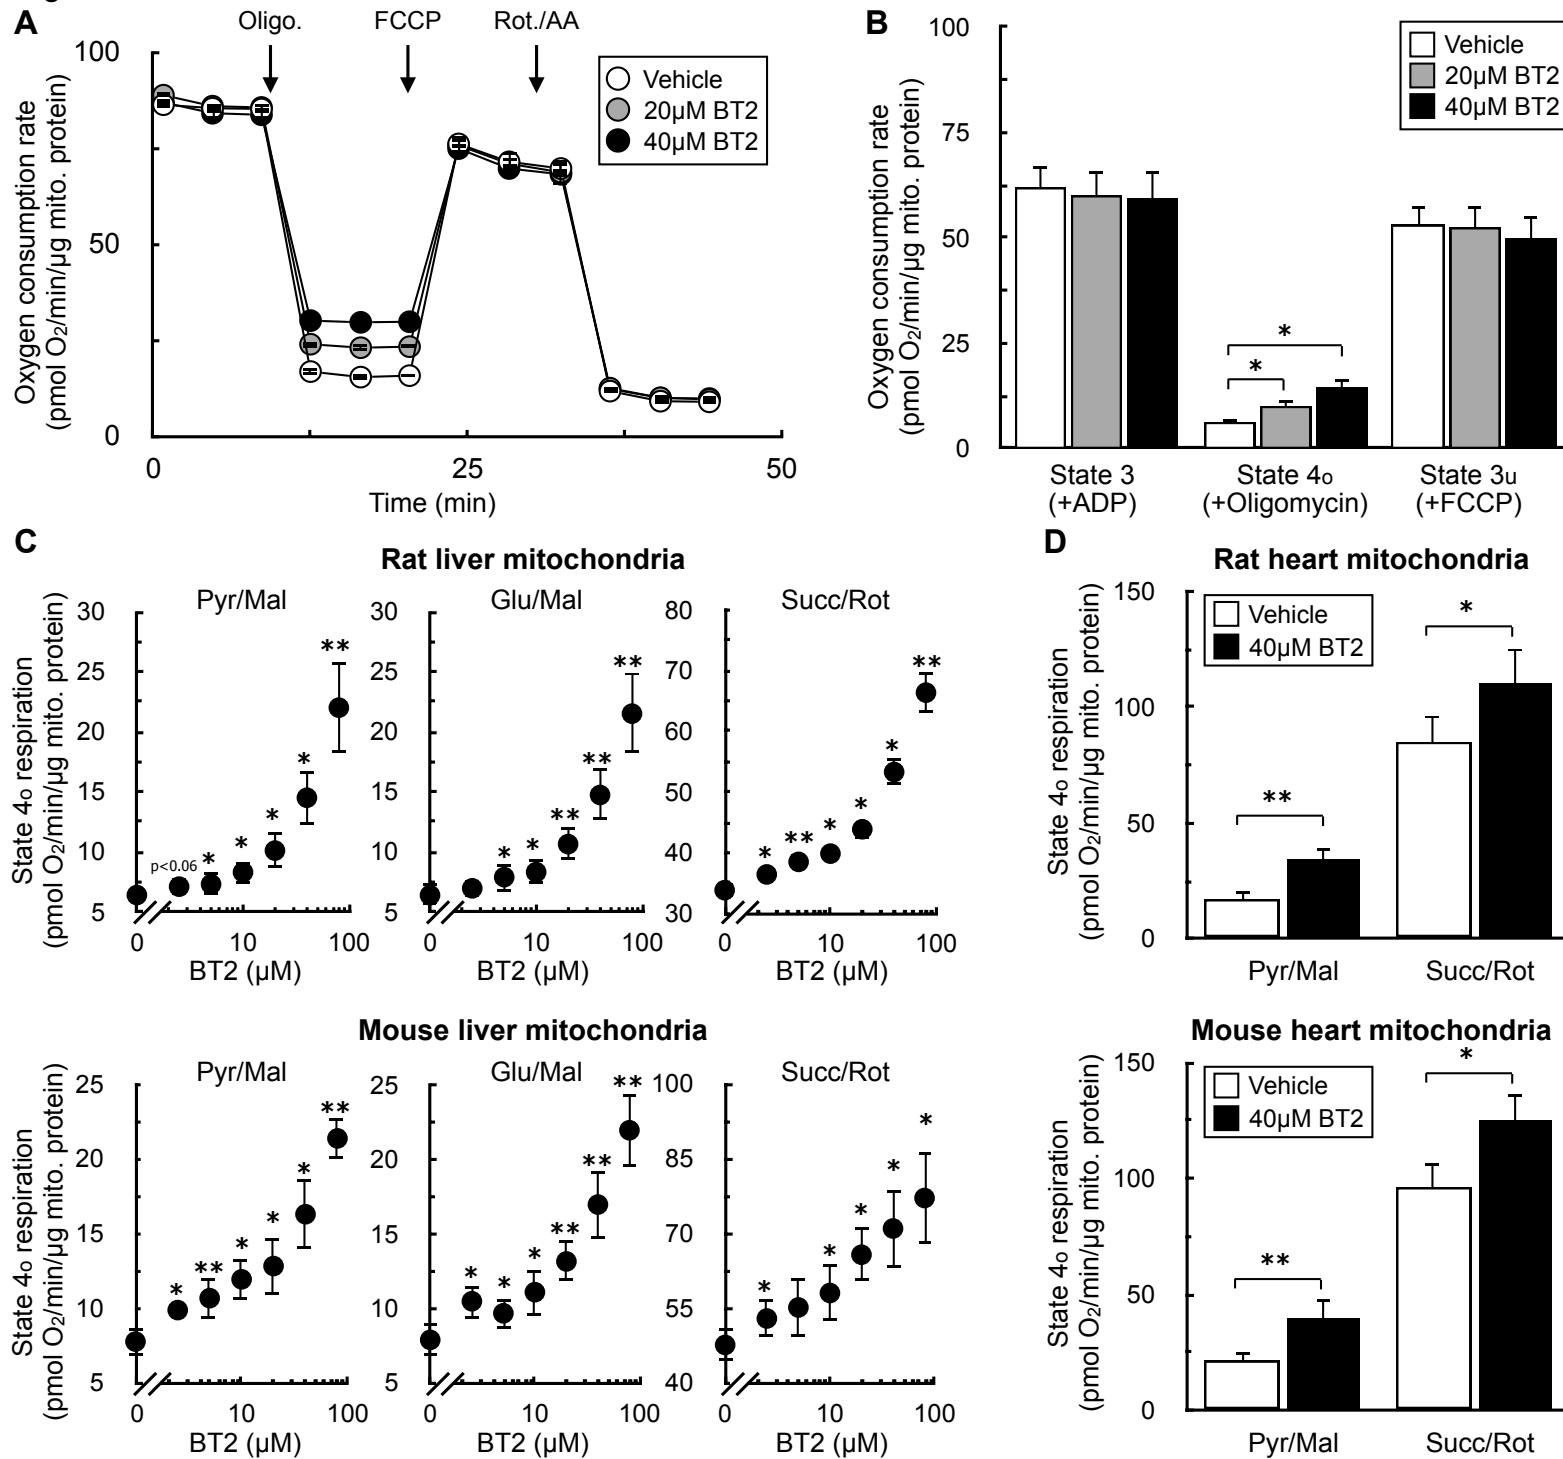 A
Oligo.
FCCP
Rot./AA
Oxygen consumption rate
(pmol O₂/min/µg mito. protein)
100
50
0
0
25
50
Time (min)
Vehicle
20µM BT2
40µM BT2
B
Oxygen consumption rate
(pmol O₂/min/µg mito. protein)
100
75
50
25
0
Vehicle
20µM BT2
40µM BT2
*
*
State 3
(+ADP)
State 4o
(+Oligomycin)
State 3u
(+FCCP)
C
Rat liver mitochondria
State 4o respiration
(pmol O₂/min/µg mito. protein)
Pyr/Mal
30
25
20
15
10
5
p<0.06
*
*
*
*
**
0
10
100
BT2 (µM)
Glu/Mal
30
25
20
15
10
5
*
*
**
**
**
0
10
100
BT2 (µM)
Succ/Rot
80
70
60
50
40
30
*
**
*
*
*
**
0
10
100
BT2 (µM)
Mouse liver mitochondria
State 4o respiration
(pmol O₂/min/µg mito. protein)
Pyr/Mal
25
20
15
10
5
*
**
*
*
*
**
0
10
100
BT2 (µM)
Glu/Mal
25
20
15
10
5
*
*
*
**
**
**
0
10
100
BT2 (µM)
Succ/Rot
100
85
70
55
40
*
*
*
*
*
0
10
100
BT2 (µM)
D
Rat heart mitochondria
State 4o respiration
(pmol O₂/min/µg mito. protein)
150
100
50
0
Vehicle
40µM BT2
**
*
Pyr/Mal
Succ/Rot
Mouse heart mitochondria
State 4o respiration
(pmol O₂/min/µg mito. protein)
150
100
50
0
Vehicle
40µM BT2
**
*
Pyr/Mal
Succ/Rot